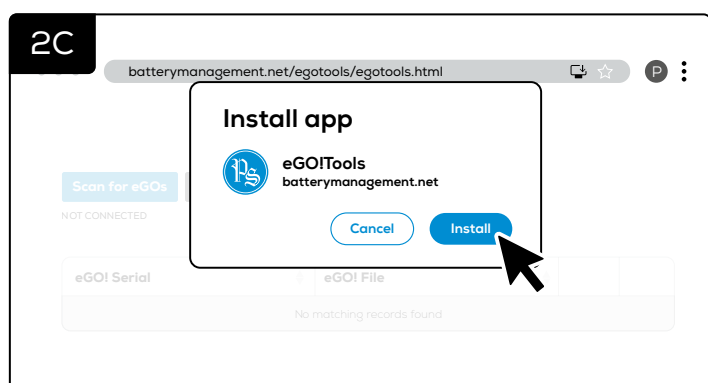 2C
batterymanagement.net/egotools/egotools.html
P
Install app
Ps
eGO!Tools
batterymanagement.net
Scan for eGOs
NOT CONNECTED
Cancel
Install
eGO! Serial
eGO! File
No matching records found